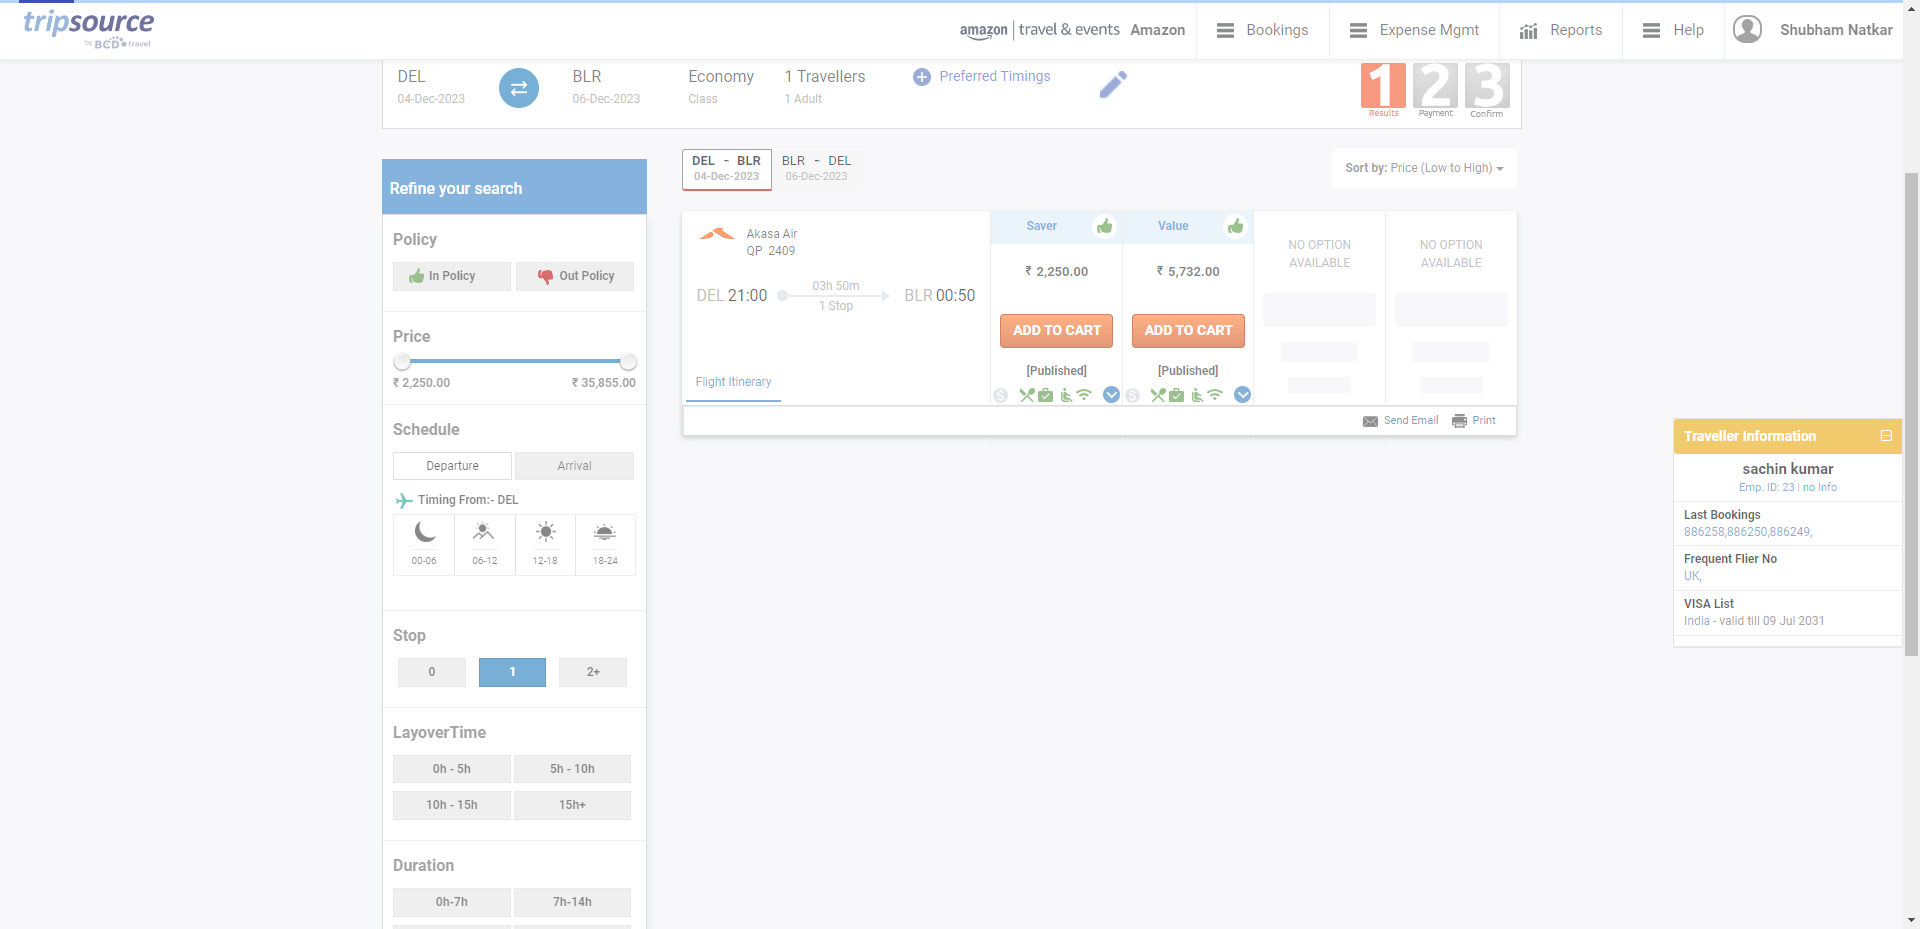 tripsource
by BCD travel
amazon | travel & events Amazon
Bookings
Expense Mgmt
Reports
Help
Shubham Natkar
DEL
04-Dec-2023
BLR
06-Dec-2023
Economy
Class
1 Travellers
1 Adult
Preferred Timings
1
Results
2
Payment
3
Confirm
Refine your search
Policy
In Policy
Out Policy
Price
₹ 2,250.00
₹ 35,855.00
Schedule
Departure
Arrival
Timing From:- DEL
00-06
06-12
12-18
18-24
Stop
0
1
2+
LayoverTime
0h - 5h
5h - 10h
10h - 15h
15h+
Duration
0h-7h
7h-14h
DEL - BLR
04-Dec-2023
BLR - DEL
06-Dec-2023
Sort by: Price (Low to High)
Akasa Air
QP 2409
DEL 21:00
03h 50m
1 Stop
BLR 00:50
Flight Itinerary
Saver
₹ 2,250.00
ADD TO CART
[Published]
Value
₹ 5,732.00
ADD TO CART
[Published]
NO OPTION
AVAILABLE
NO OPTION
AVAILABLE
Send Email
Print
Traveller Information
sachin kumar
Emp. ID: 23 | no Info
Last Bookings
886258,886250,886249,
Frequent Flier No
UK,
VISA List
India - valid till 09 Jul 2031